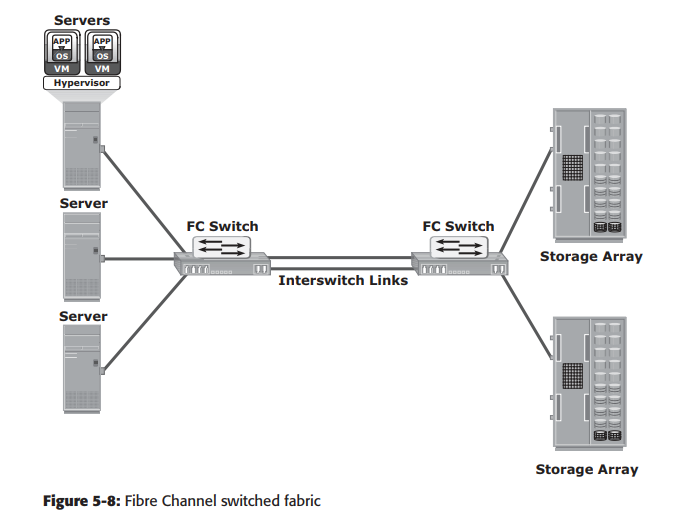 Servers
APP
APP
OS
OS
VM
VM
Hypervisor
Server
FC Switch
FC Switch
Storage Array
Interswitch Links
Server
Storage Array
Figure 5-8: Fibre Channel switched fabric